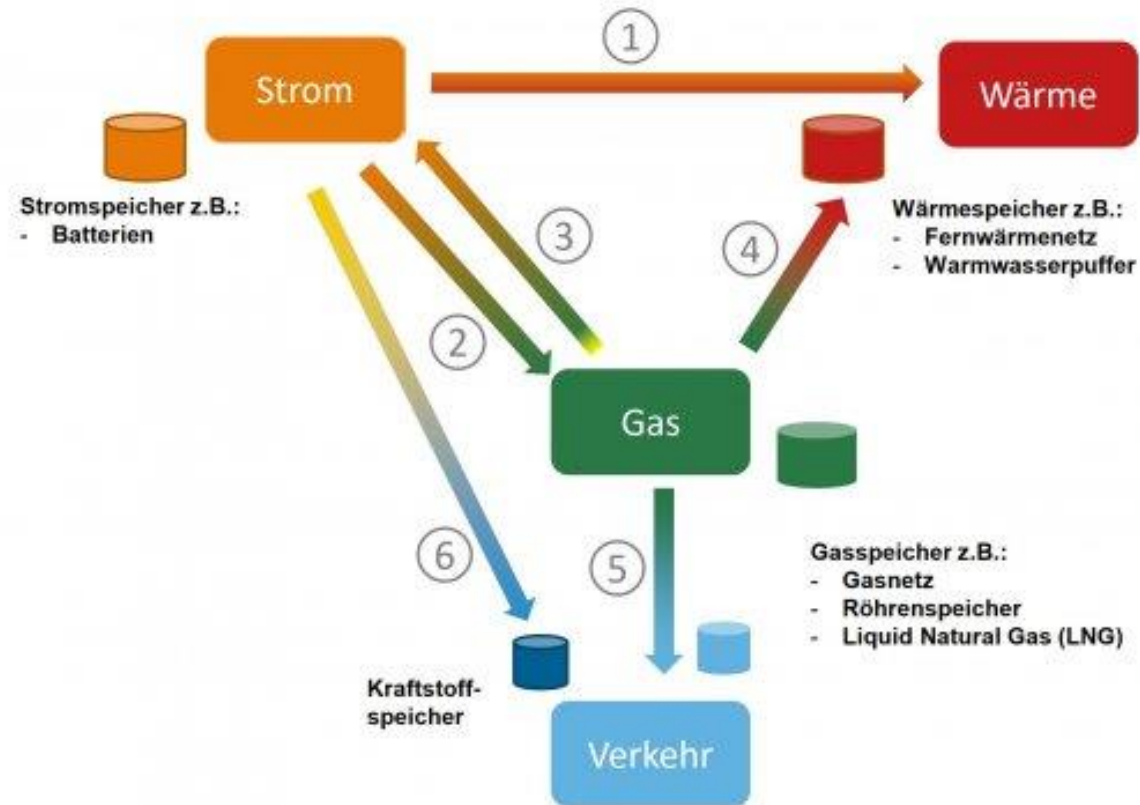 1
Strom
Wärme
Stromspeicher z.B.:
- Batterien
Wärmespeicher z.B.:
- Fernwärmenetz
- Warmwasserpuffer
3
4
2
Gas
6
5
Gasspeicher z.B.:
- Gasnetz
- Röhrenspeicher
- Liquid Natural Gas (LNG)
Kraftstoff-
speicher
Verkehr